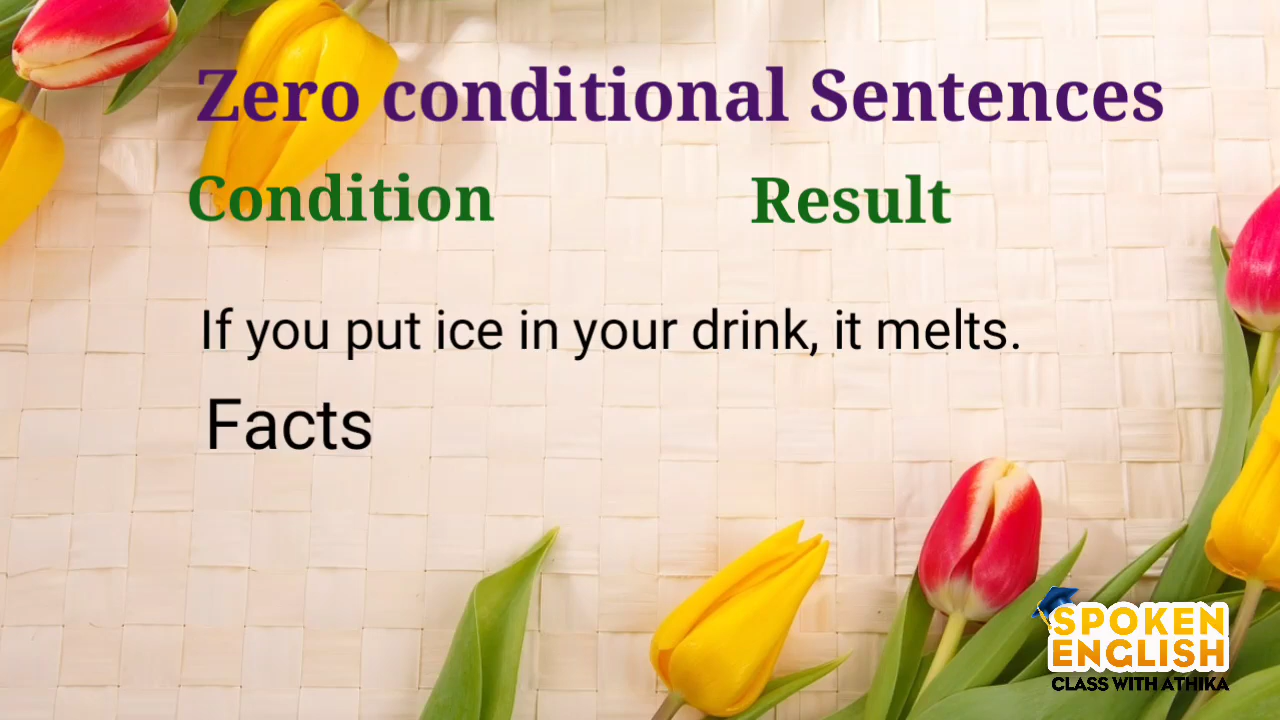 Zero conditional Sentences
Condition Result
If you put ice in your drink, it melts.
Facts
SPOKEN
ENGLISH
CLASS WITH ATHIKA